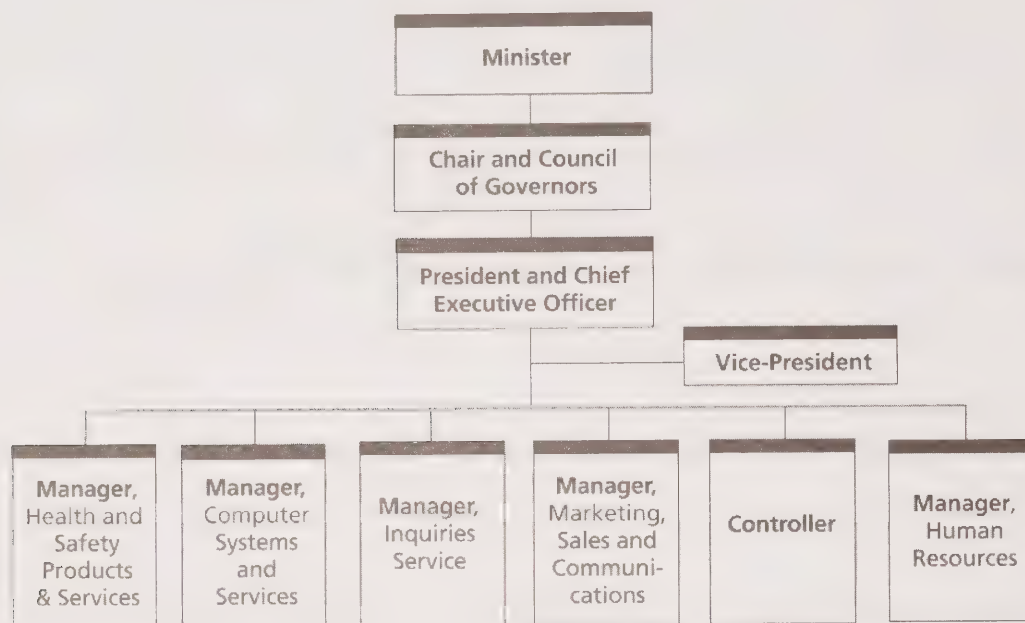 Minister
Chair and Council
of Governors
President and Chief
Executive Officer
Vice-President
Manager,
Health and
Safety
Products
& Services
Manager,
Computer
Systems
and
Services
Manager,
Inquiries
Service
Manager,
Marketing,
Sales and
Communi-
cations
Controller
Manager,
Human
Resources